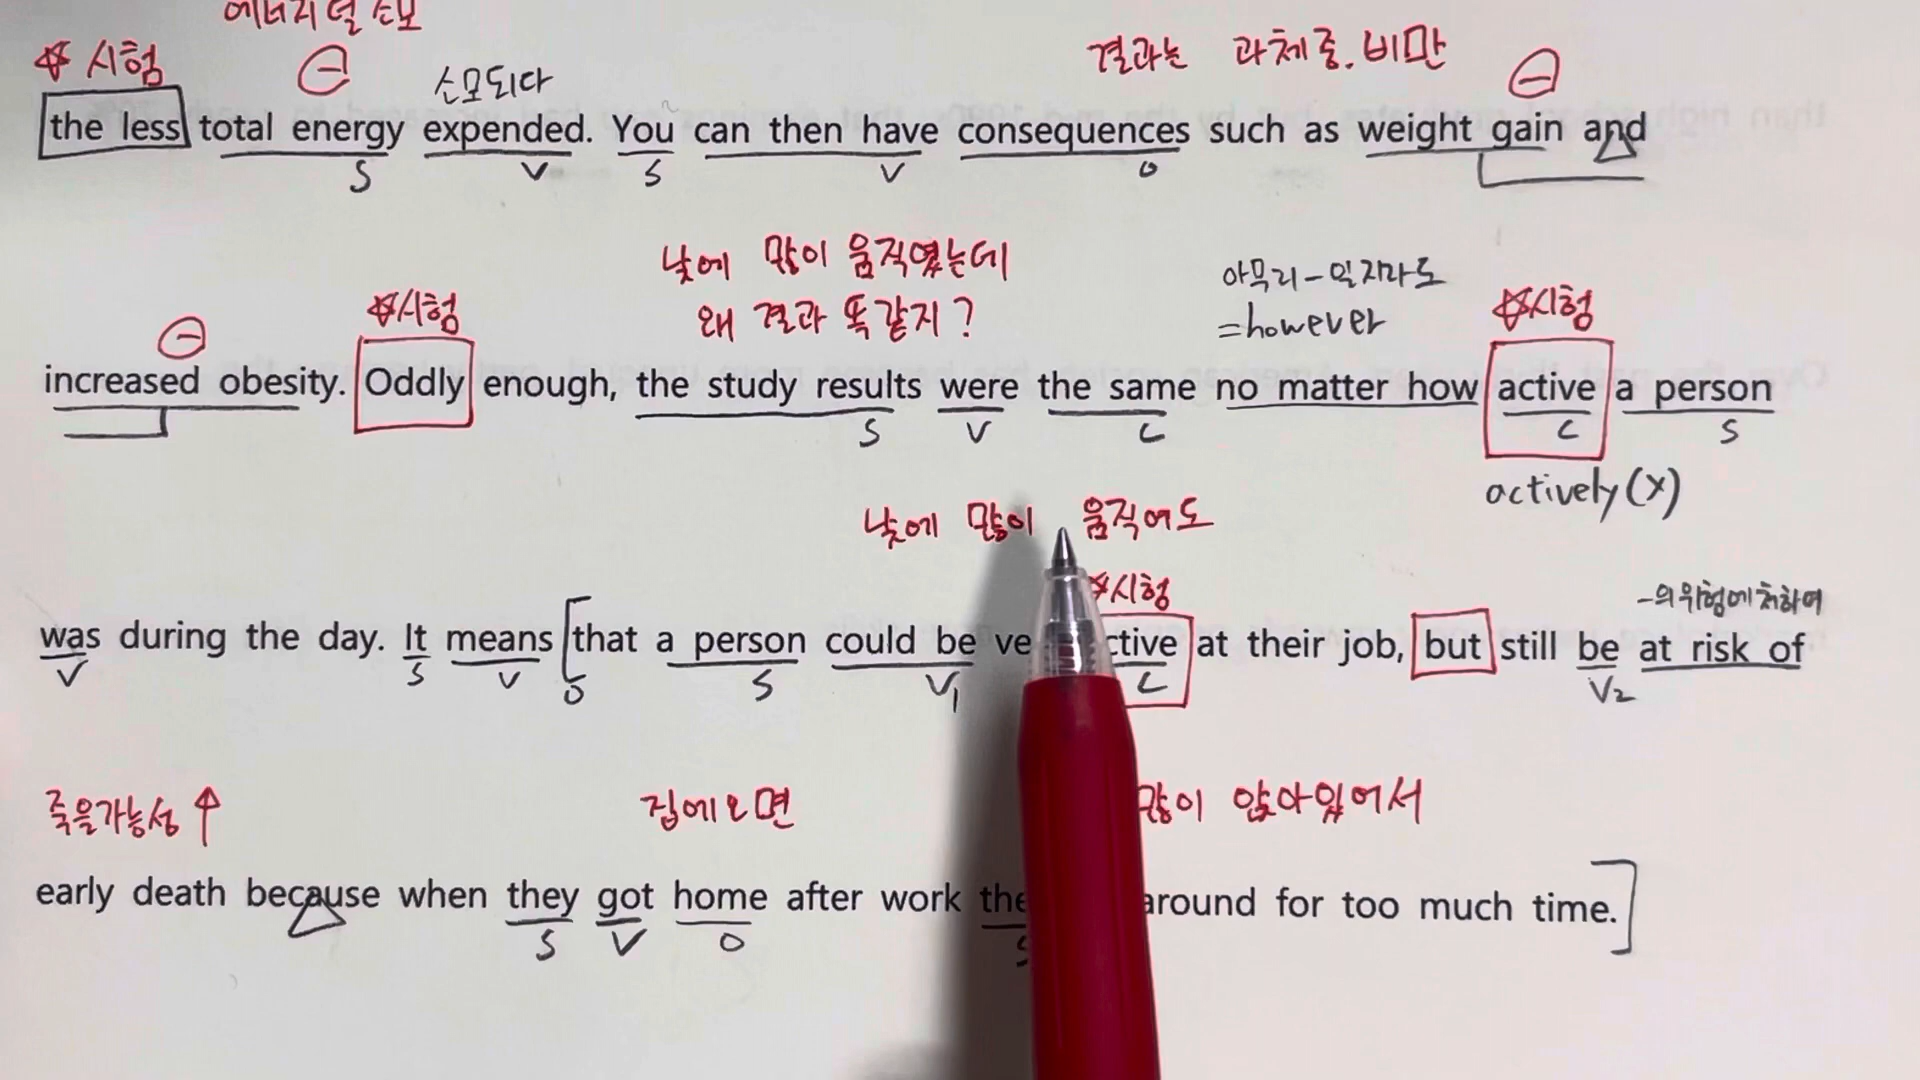 에너지 덜 소모
☆시험 ⊖ 소모되다 결과는 과체중.비만 ⊖
the less total energy expended. You can then have consequences such as weight gain and
S V S V O
낮에 많이 움직였는데 아무리-일지라도
☆시험 왜 결과 똑같지? =however ☆시험
⊖
increased obesity. Oddly enough, the study results were the same no matter how active a person
S V C C S
actively(X)
낮에 많이 움직여도
☆시험 -의 위험에 처하여
was during the day. It means [that a person could be ctive at their job, but still be at risk of
V S V O S V1 C V2
죽을가능성↑ 집에오면 많이 앉아있어서
early death because when they got home after work around for too much time.]
S V O S